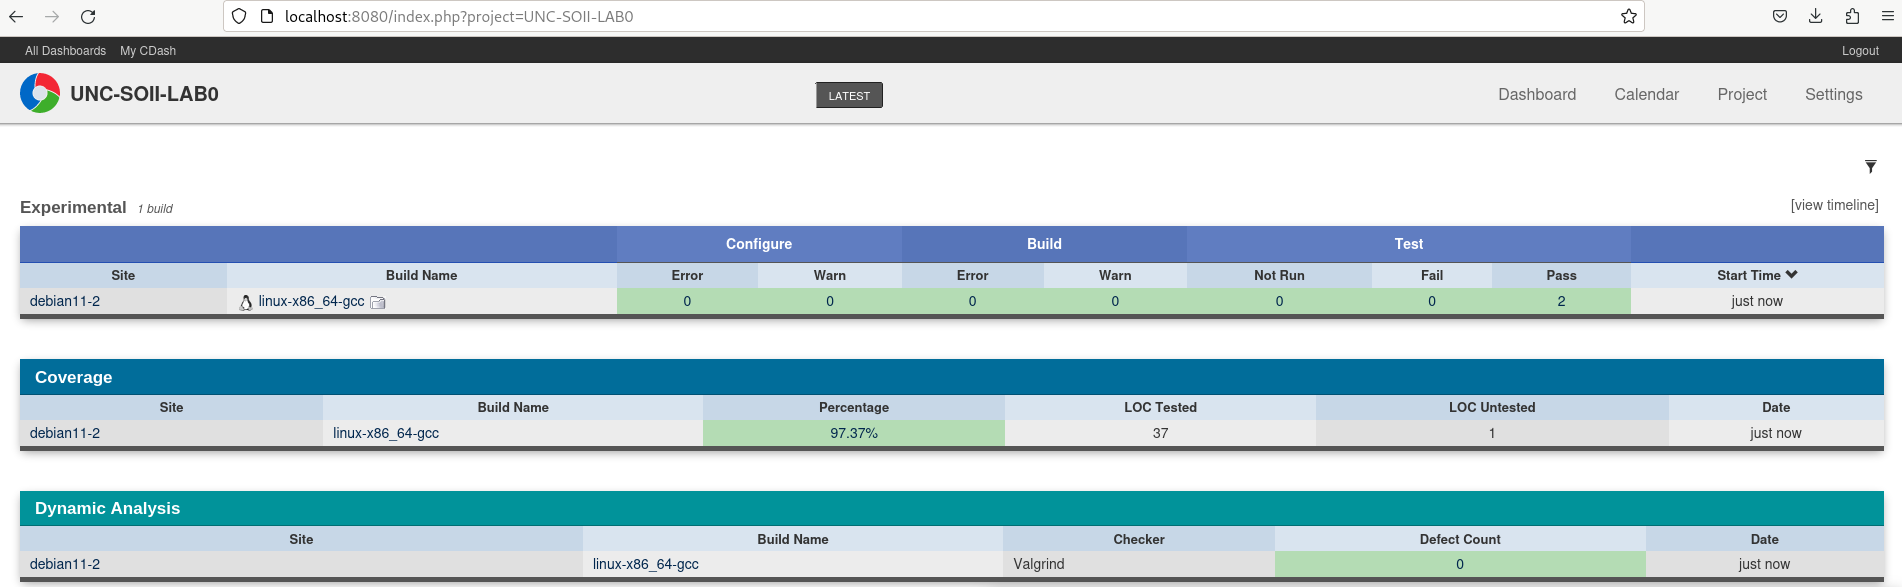 localhost:8080/index.php?project=UNC-SOII-LAB0
All Dashboards My CDash Logout
UNC-SOII-LAB0 LATEST Dashboard Calendar Project Settings
Experimental 1 build [view timeline]
Configure Build Test
Site Build Name Error Warn Error Warn Not Run Fail Pass Start Time
debian11-2 linux-x86_64-gcc 0 0 0 0 0 0 2 just now
Coverage
Site Build Name Percentage LOC Tested LOC Untested Date
debian11-2 linux-x86_64-gcc 97.37% 37 1 just now
Dynamic Analysis
Site Build Name Checker Defect Count Date
debian11-2 linux-x86_64-gcc Valgrind 0 just now